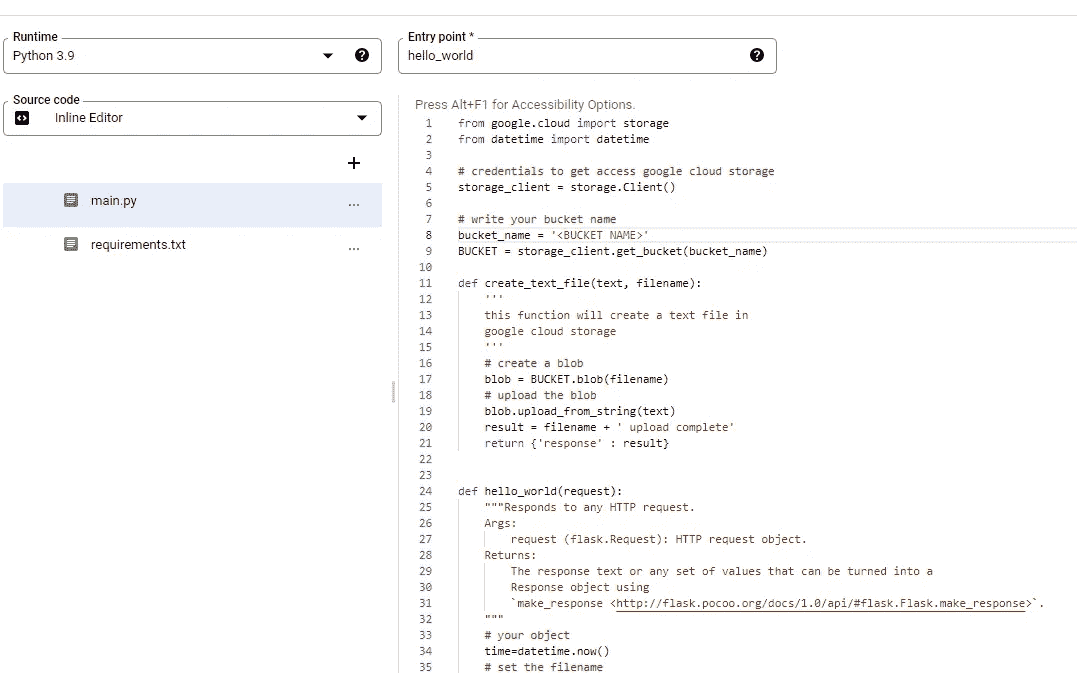 Runtime
Python 3.9
Entry point *
hello_world
Source code
Inline Editor
main.py
...
requirements.txt
...
Press Alt+F1 for Accessibility Options.
1 from google.cloud import storage
2 from datetime import datetime
3
4 # credentials to get access google cloud storage
5 storage_client = storage.Client()
6
7 # write your bucket name
8 bucket_name = '<BUCKET NAME>'
9 BUCKET = storage_client.get_bucket(bucket_name)
10
11 def create_text_file(text, filename):
12     '''
13     this function will create a text file in
14     google cloud storage
15     '''
16     # create a blob
17     blob = BUCKET.blob(filename)
18     # upload the blob
19     blob.upload_from_string(text)
20     result = filename + ' upload complete'
21     return {'response' : result}
22
23
24 def hello_world(request):
25     """Responds to any HTTP request.
26     Args:
27         request (flask.Request): HTTP request object.
28     Returns:
29         The response text or any set of values that can be turned into a
30         Response object using
31         `make_response <http://flask.pocoo.org/docs/1.0/api/#flask.Flask.make_response>`.
32     """
33     # your object
34     time=datetime.now()
35     # set the filename